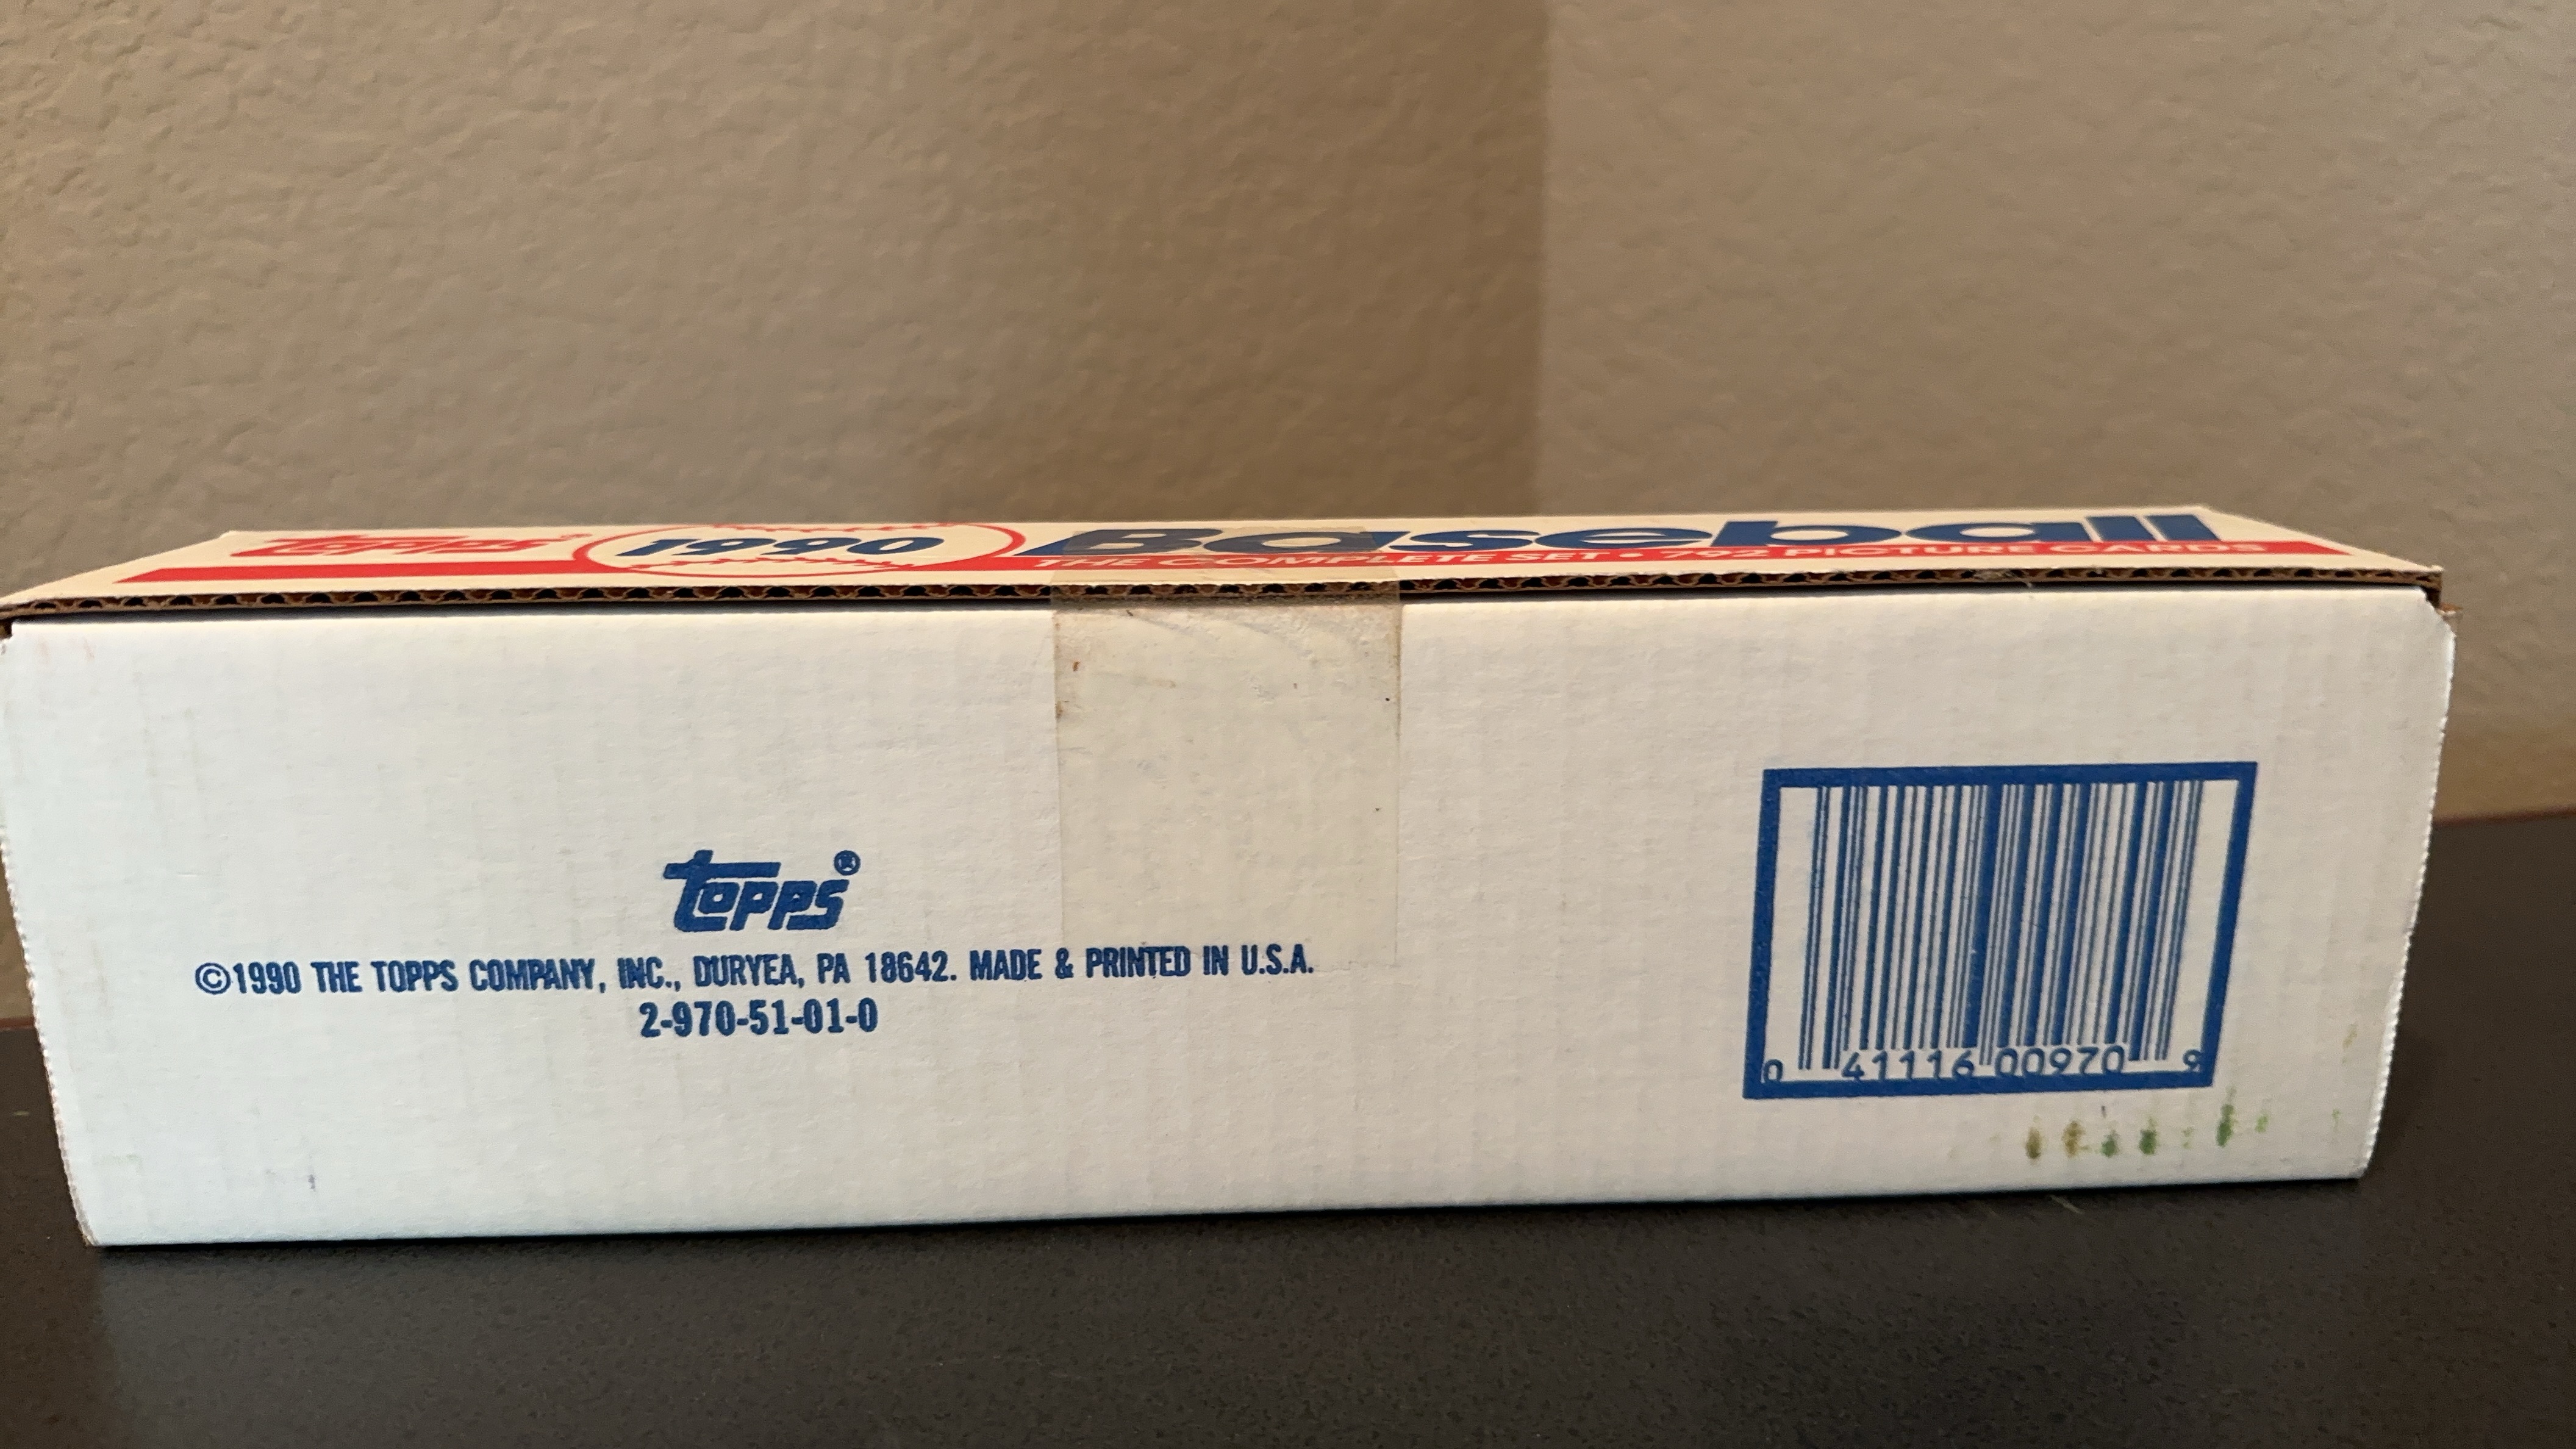 Topps® 1990 Baseball
THE COMPLETE SET • 792 PICTURE CARDS
Topps®
©1990 THE TOPPS COMPANY, INC., DURYEA, PA 18642. MADE & PRINTED IN U.S.A.
2-970-51-01-0
0 41116 00970 9